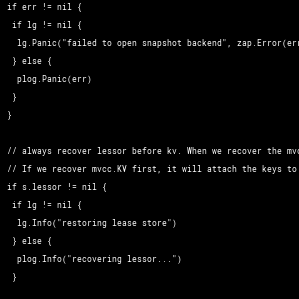 if err != nil {
if lg != nil {
lg.Panic("failed to open snapshot backend", zap.Error(err
} else {
plog.Panic(err)
}
}
// always recover lessor before kv. When we recover the
// If we recover mvcc.KV first, it will attach the keys to
if s.lessor != nil {
if lg != nil {
lg.Info("restoring lease store")
} else {
plog.Info("recovering lessor...")
}